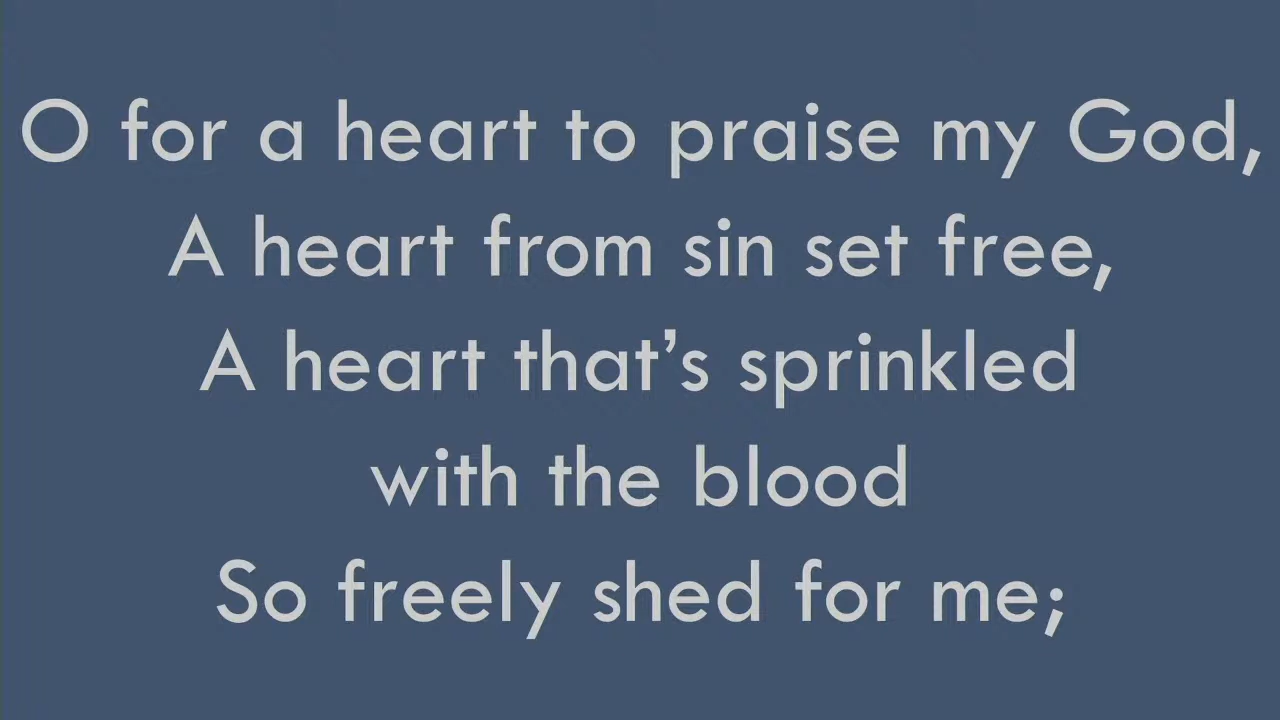 O for a heart to praise my God,
A heart from sin set free,
A heart that’s sprinkled
with the blood
So freely shed for me;